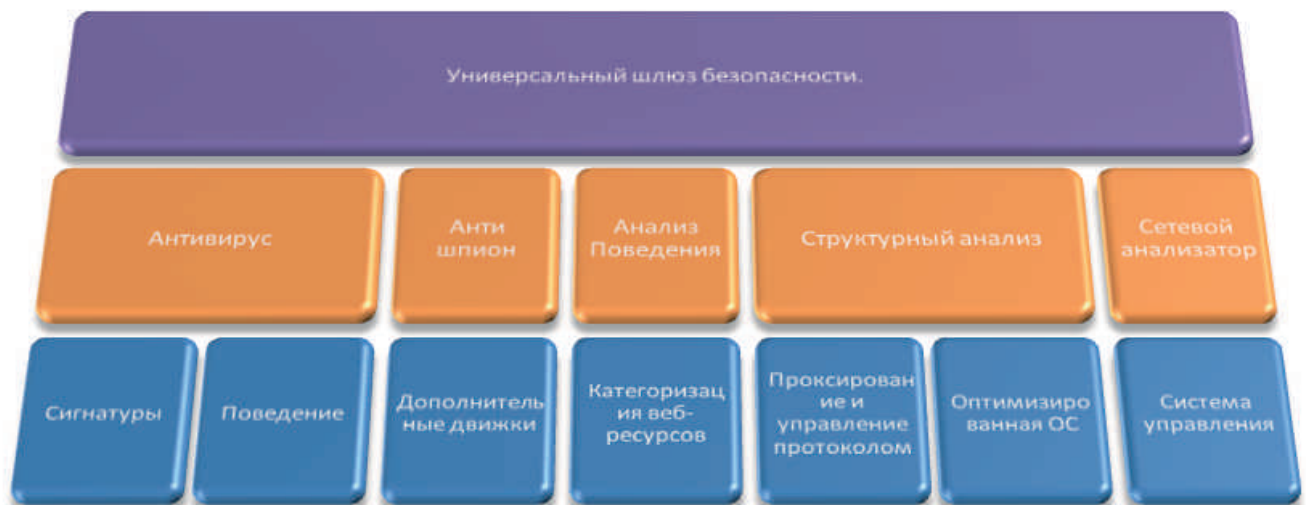 Универсальный шлюз безопасности.
Антивирус
Анти
шпион
Анализ
Поведения
Структурный анализ
Сетевой
анализатор
Сигнатуры
Поведение
Дополнитель
ные движки
Категоризац
ия веб-
ресурсов
Проксирован
ие и
управление
протоколом
Оптимизиро
ванная ОС
Система
управления